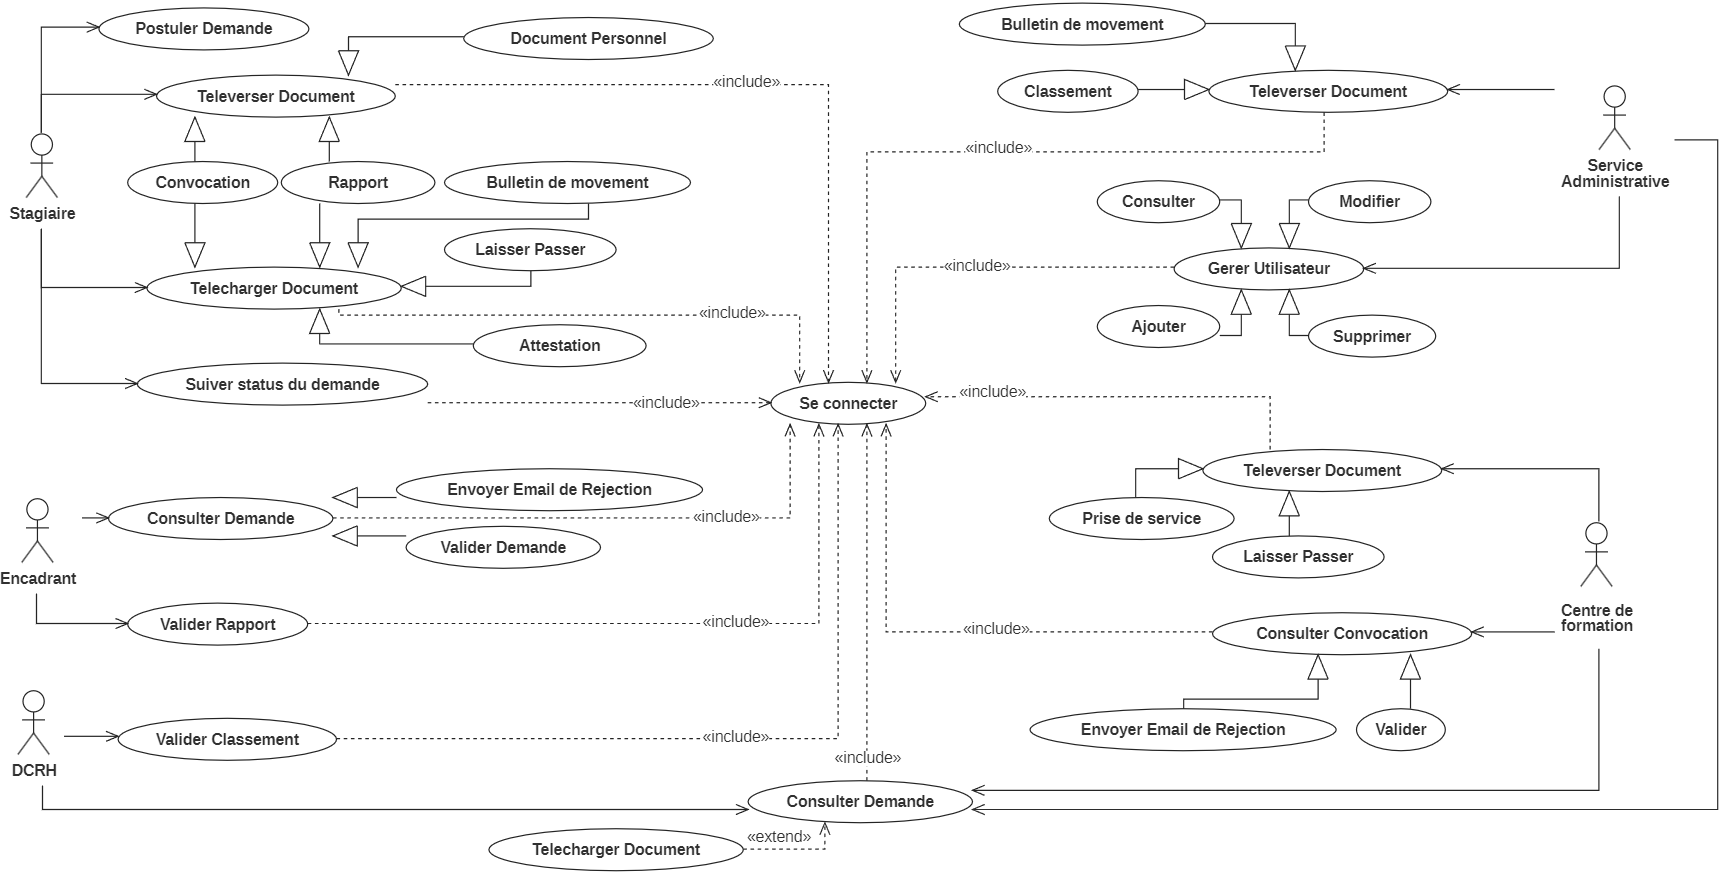 Postuler Demande
Document Personnel
Televerser Document
«include»
Convocation
Rapport
Bulletin de movement
Stagiaire
Laisser Passer
Telecharger Document
«include»
Attestation
Suiver status du demande
«include»
Se connecter
Bulletin de movement
Classement
Televerser Document
«include»
Service
Administrative
Consulter
Modifier
«include»
Gerer Utilisateur
Ajouter
Supprimer
«include»
Televerser Document
Prise de service
Laisser Passer
Centre de
formation
«include»
Consulter Convocation
Envoyer Email de Rejection
Valider
Envoyer Email de Rejection
Consulter Demande
«include»
Valider Demande
Encadrant
Valider Rapport
«include»
Valider Classement
«include»
DCRH
«include»
Consulter Demande
«extend»
Telecharger Document